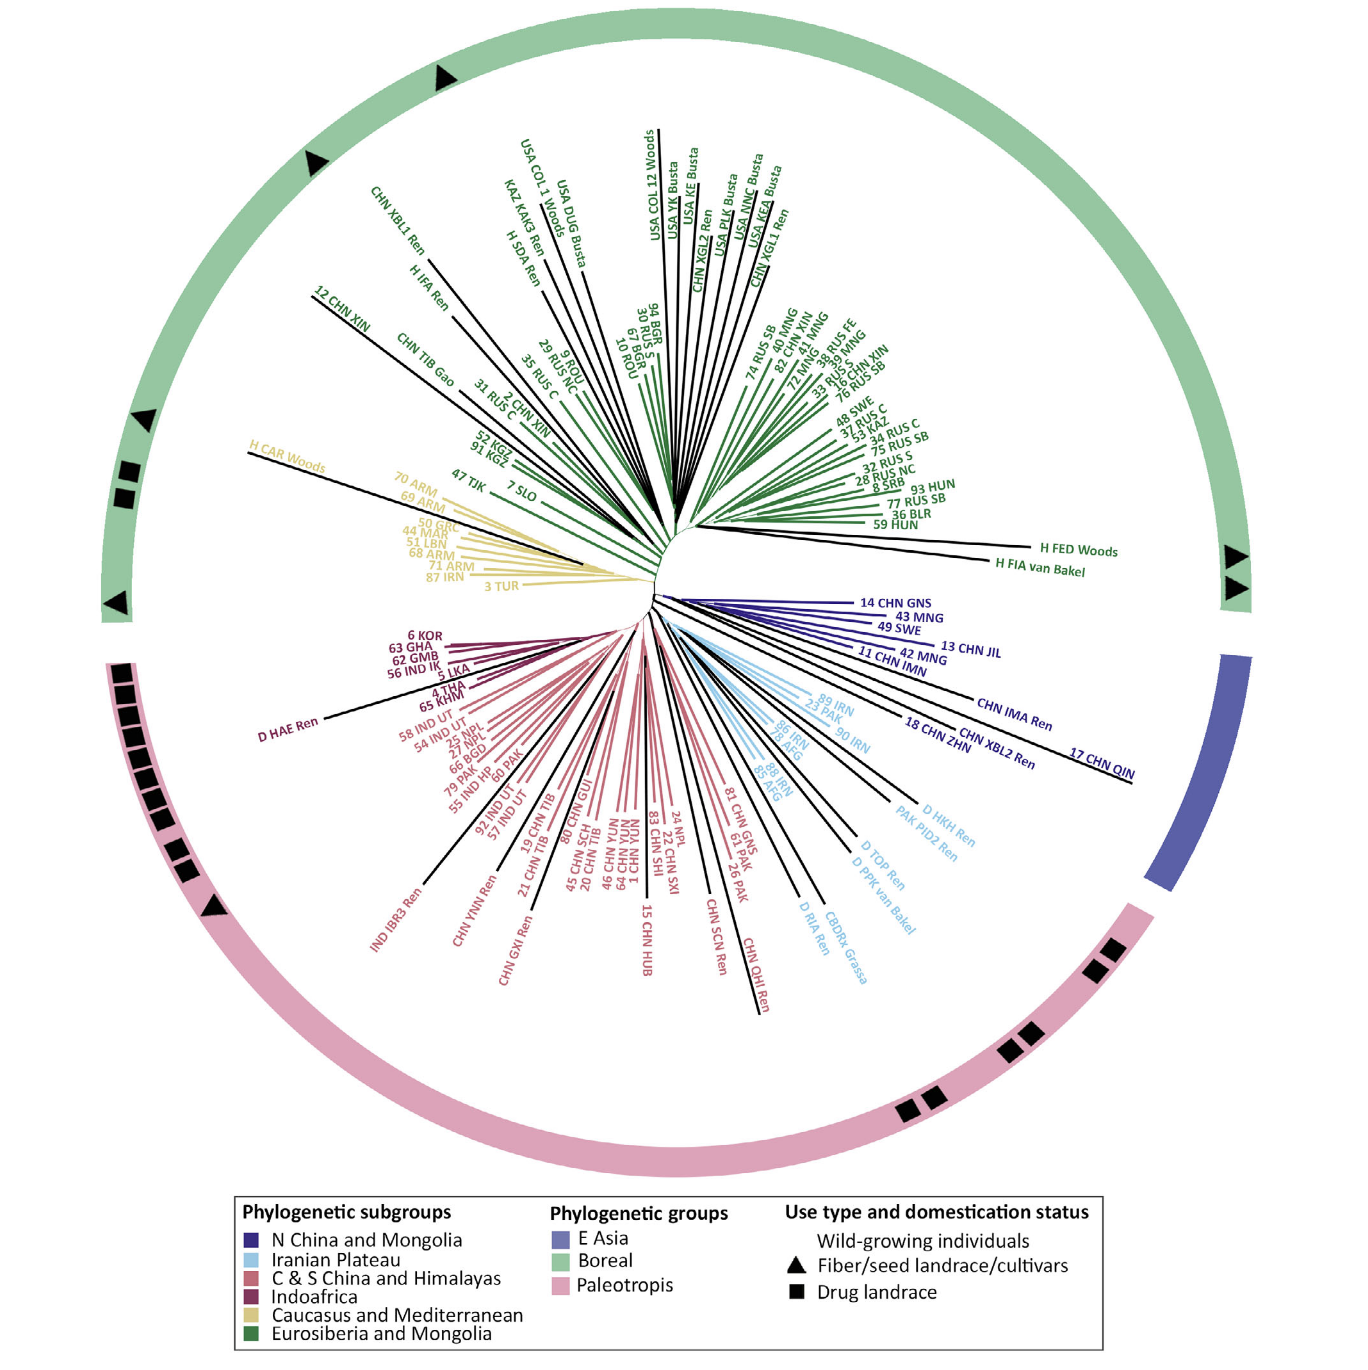 CHN XBL1 Ren
H IFA Ren
12 CHN XIN
CHN TIB Gao
KAZ KAK3 Ren
H SDA Ren
USA COL 1 Woods
USA DUG Busta
USA COL 12 Woods
USA YK Busta
USA KE Busta
CHN XGL2 Ren
USA PLK Busta
USA NNC Busta
USA KEA Busta
CHN XGL1 Ren
94 BGR
30 RUS S
67 BGR
10 ROU
9 ROU
29 RUS NC
35 RUS C
2 CHN XIN
31 RUS C
52 KGZ
91 KGZ
7 SLO
47 TJK
74 RUS SB
40 MNG
82 CHN XIN
41 MNG
72 MNG
38 RUS FE
39 MNG
33 RUS S
16 CHN XIN
76 RUS SB
48 SWE
37 RUS C
53 KAZ
34 RUS C
75 RUS SB
32 RUS S
28 RUS NC
8 SRB
93 HUN
77 RUS SB
36 BLR
59 HUN
H FED Woods
H FIA van Bakel
H CAR Woods
70 ARM
69 ARM
50 GRC
44 MAR
51 LBN
68 ARM
71 ARM
87 IRN
3 TUR
14 CHN GNS
43 MNG
49 SWE
13 CHN JIL
42 MNG
11 CHN IMN
CHN IMA Ren
17 CHN QIN
CHN XBL2 Ren
18 CHN ZHN
6 KOR
63 GHA
62 GMB
56 IND IK
5 LKA
4 THA
65 KHM
D HAE Ren
58 IND UT
54 IND UT
25 NPL
27 NPL
66 BGD
79 PAK
55 IND HP
60 PAK
IND IBR3 Ren
92 IND UT
57 IND UT
CHN YNN Ren
19 CHN TIB
21 CHN TIB
CHN GXI Ren
80 CHN GUI
45 CHN SCH
20 CHN TIB
46 CHN YUN
64 CHN YUN
1 CHN YUN
15 CHN HUB
83 CHN SHI
22 CHN SXI
24 NPL
CHN SCN Ren
CHN QHI Ren
26 PAK
61 PAK
81 CHN GNS
D RIA Ren
CBDRx Grassa
85 AFG
88 IRN
D PPK van Bakel
D TOP Ren
78 AFG
86 IRN
PAK PID2 Ren
D HKH Ren
90 IRN
23 PAK
89 IRN
Phylogenetic subgroups
N China and Mongolia
Iranian Plateau
C & S China and Himalayas
Indoafrica
Caucasus and Mediterranean
Eurosiberia and Mongolia
Phylogenetic groups
E Asia
Boreal
Paleotropis
Use type and domestication status
Wild-growing individuals
Fiber/seed landrace/cultivars
Drug landrace